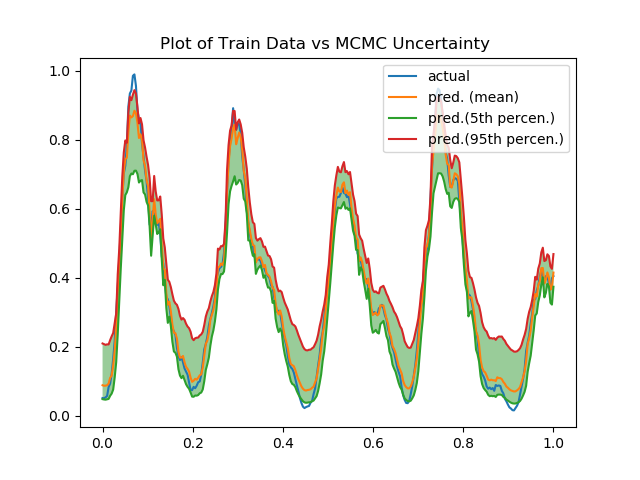 Plot of Train Data vs MCMC Uncertainty
actual
pred. (mean)
pred.(5th percen.)
pred.(95th percen.)
1.0
0.8
0.6
0.4
0.2
0.0
0.0 0.2 0.4 0.6 0.8 1.0